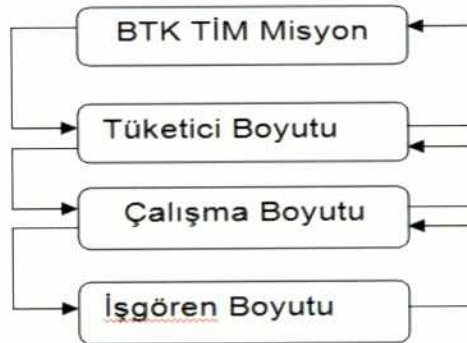 BTK TİM Misyon
Tüketici Boyutu
Çalışma Boyutu
İşgören Boyutu